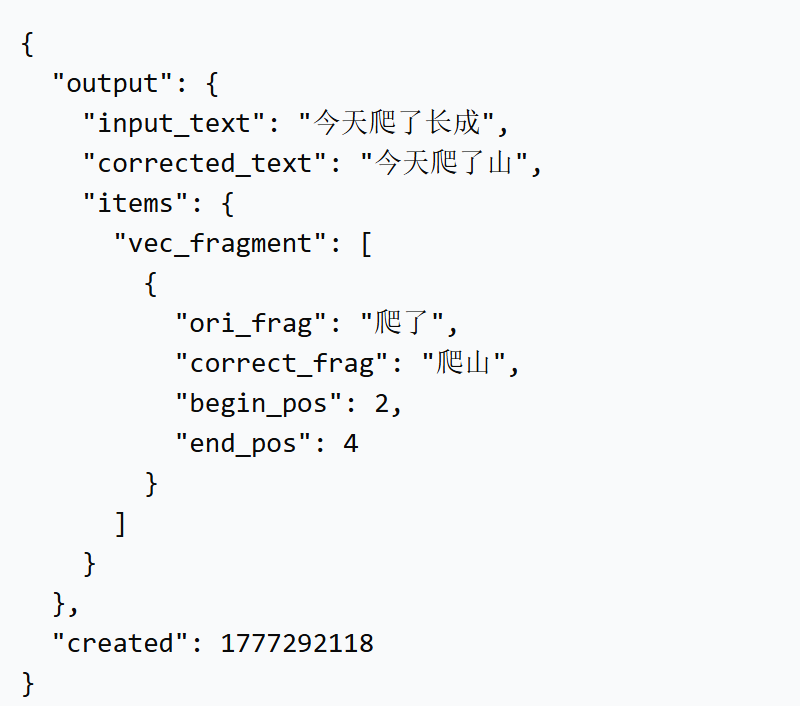 {
  "output": {
    "input_text": "今天爬了长成",
    "corrected_text": "今天爬了山",
    "items": {
      "vec_fragment": [
        {
          "ori_frag": "爬了",
          "correct_frag": "爬山",
          "begin_pos": 2,
          "end_pos": 4
        }
      ]
    }
  },
  "created": 1777292118
}